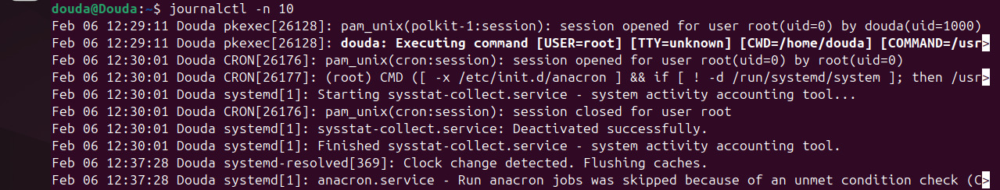 douda@Douda:~$ journalctl -n 10
Feb 06 12:29:11 Douda pkexec[26128]: pam_unix(polkit-1:session): session opened for user root(uid=0) by douda(uid=1000)
Feb 06 12:29:11 Douda pkexec[26128]: douda: Executing command [USER=root] [TTY=unknown] [CWD=/home/douda] [COMMAND=/usr>
Feb 06 12:30:01 Douda CRON[26176]: pam_unix(cron:session): session opened for user root(uid=0) by root(uid=0)
Feb 06 12:30:01 Douda CRON[26177]: (root) CMD ([ -x /etc/init.d/anacron ] && if [ ! -d /run/systemd/system ]; then /usr>
Feb 06 12:30:01 Douda systemd[1]: Starting sysstat-collect.service - system activity accounting tool...
Feb 06 12:30:01 Douda CRON[26176]: pam_unix(cron:session): session closed for user root
Feb 06 12:30:01 Douda systemd[1]: sysstat-collect.service: Deactivated successfully.
Feb 06 12:30:01 Douda systemd[1]: Finished sysstat-collect.service - system activity accounting tool.
Feb 06 12:37:28 Douda systemd-resolved[369]: Clock change detected. Flushing caches.
Feb 06 12:37:28 Douda systemd[1]: anacron.service - Run anacron jobs was skipped because of an unmet condition check (C>